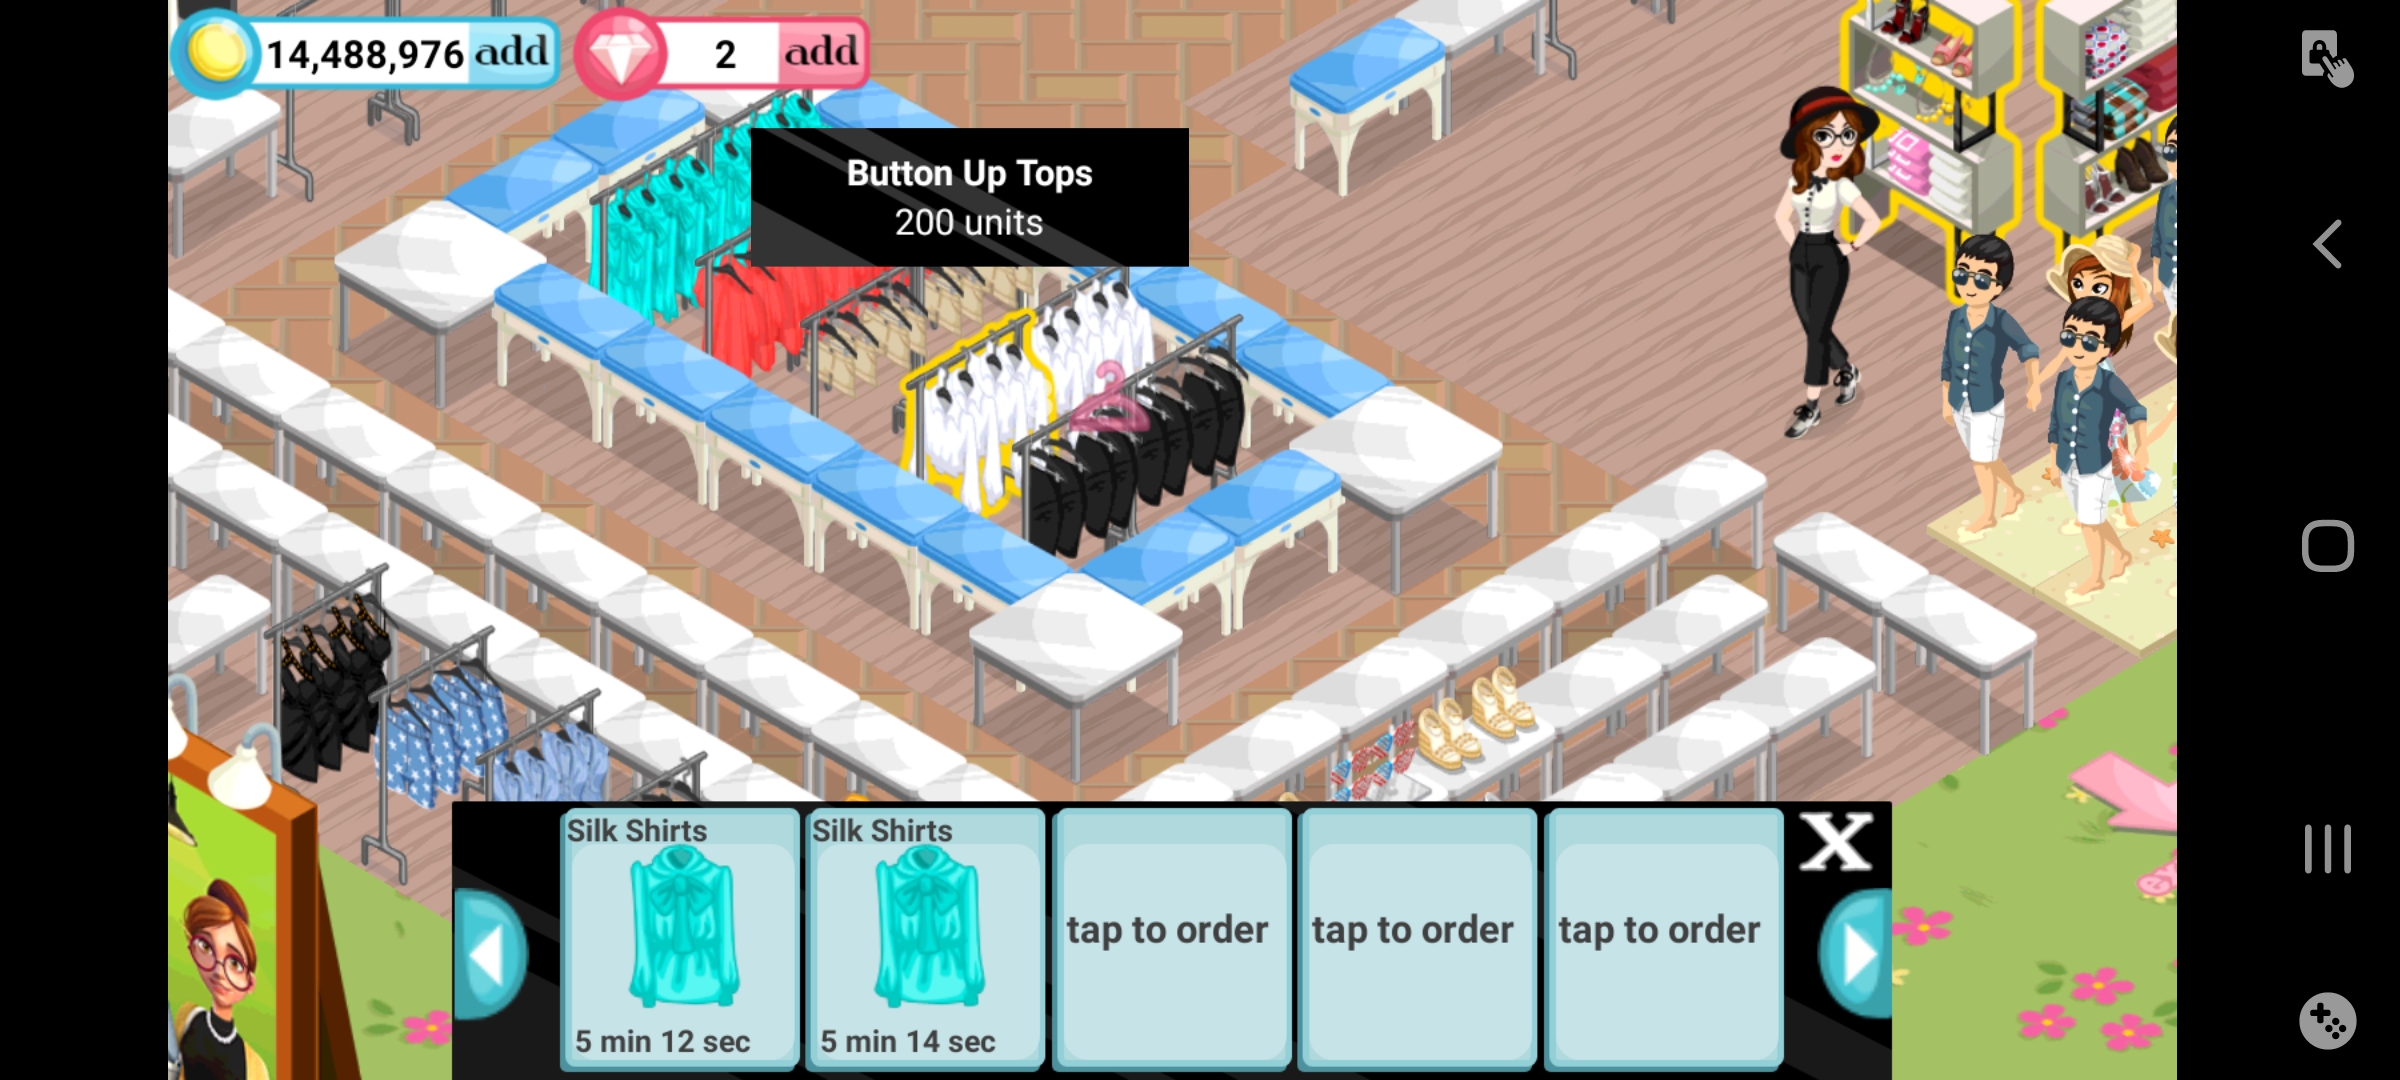 14,488,976 add
2 add
Button Up Tops
200 units
Silk Shirts
5 min 12 sec
Silk Shirts
5 min 14 sec
tap to order
tap to order
tap to order
X